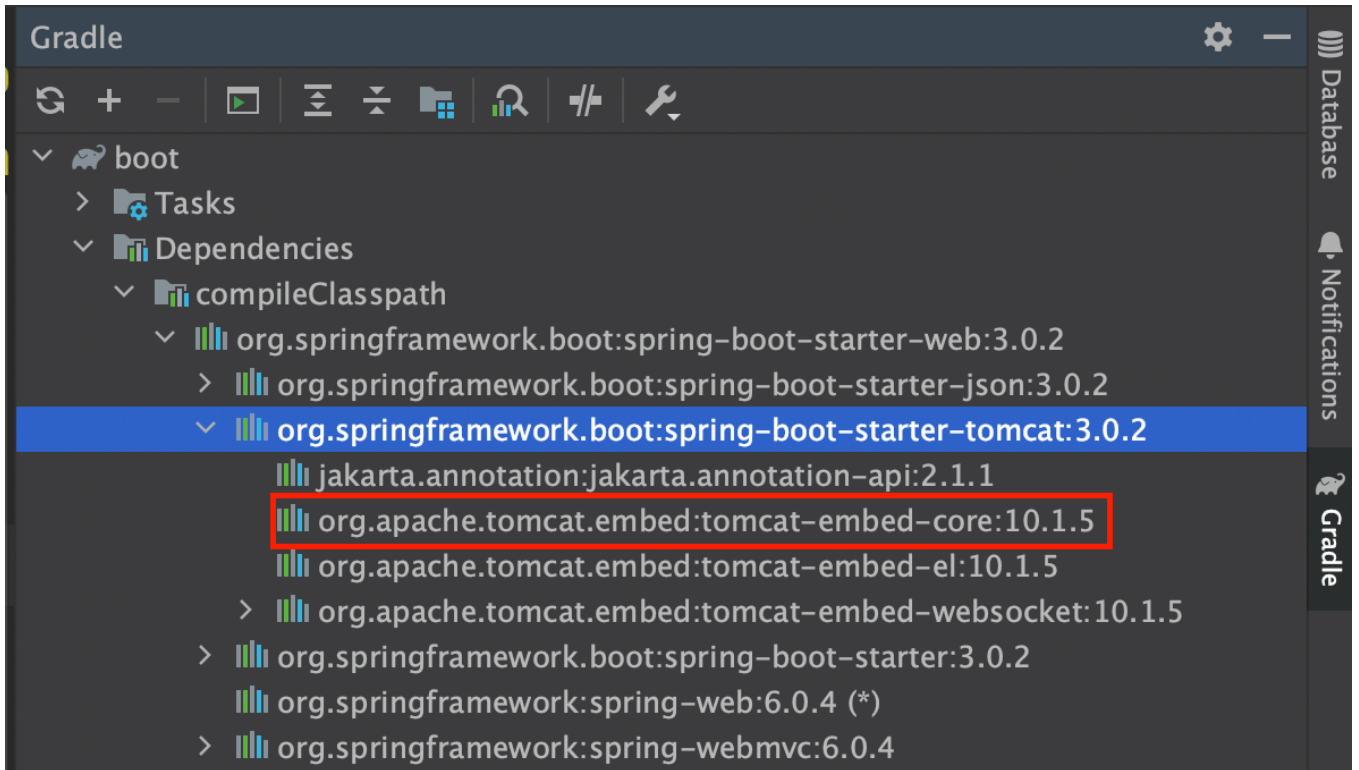 Gradle
boot
Tasks
Dependencies
compileClasspath
org.springframework.boot:spring-boot-starter-web:3.0.2
org.springframework.boot:spring-boot-starter-json:3.0.2
org.springframework.boot:spring-boot-starter-tomcat:3.0.2
jakarta.annotation:jakarta.annotation-api:2.1.1
org.apache.tomcat.embed:tomcat-embed-core:10.1.5
org.apache.tomcat.embed:tomcat-embed-el:10.1.5
org.apache.tomcat.embed:tomcat-embed-websocket:10.1.5
org.springframework.boot:spring-boot-starter:3.0.2
org.springframework:spring-web:6.0.4 (*)
org.springframework:spring-webmvc:6.0.4
Database
Notifications
Gradle